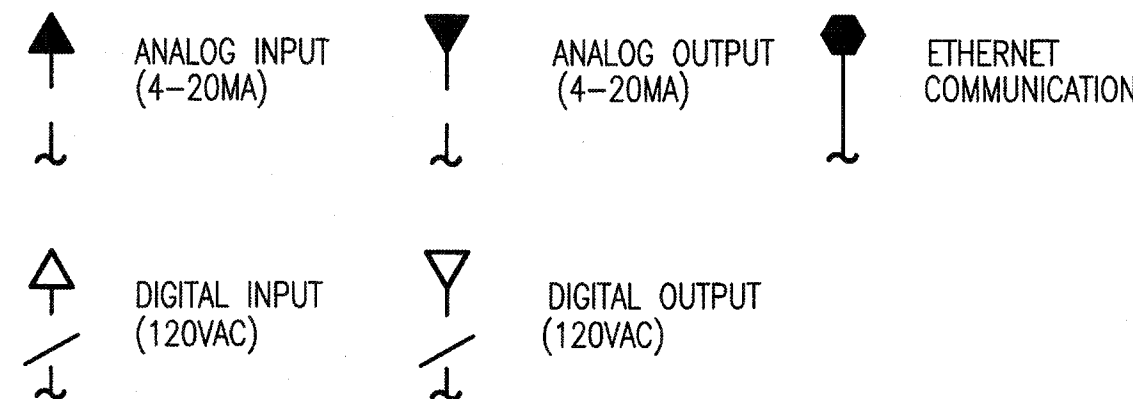 ANALOG INPUT
(4–20MA)
ANALOG OUTPUT
(4–20MA)
ETHERNET
COMMUNICATION
DIGITAL INPUT
(120VAC)
DIGITAL OUTPUT
(120VAC)